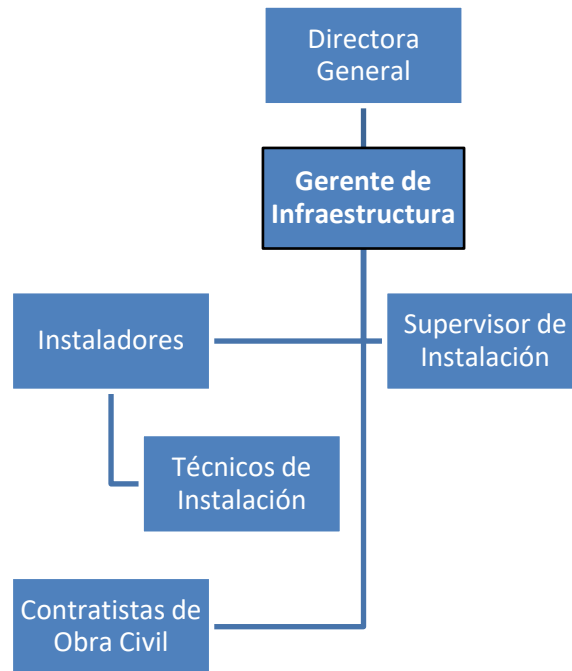 Directora
General
Gerente de
Infraestructura
Instaladores
Supervisor de
Instalación
Técnicos de
Instalación
Contratistas de
Obra Civil